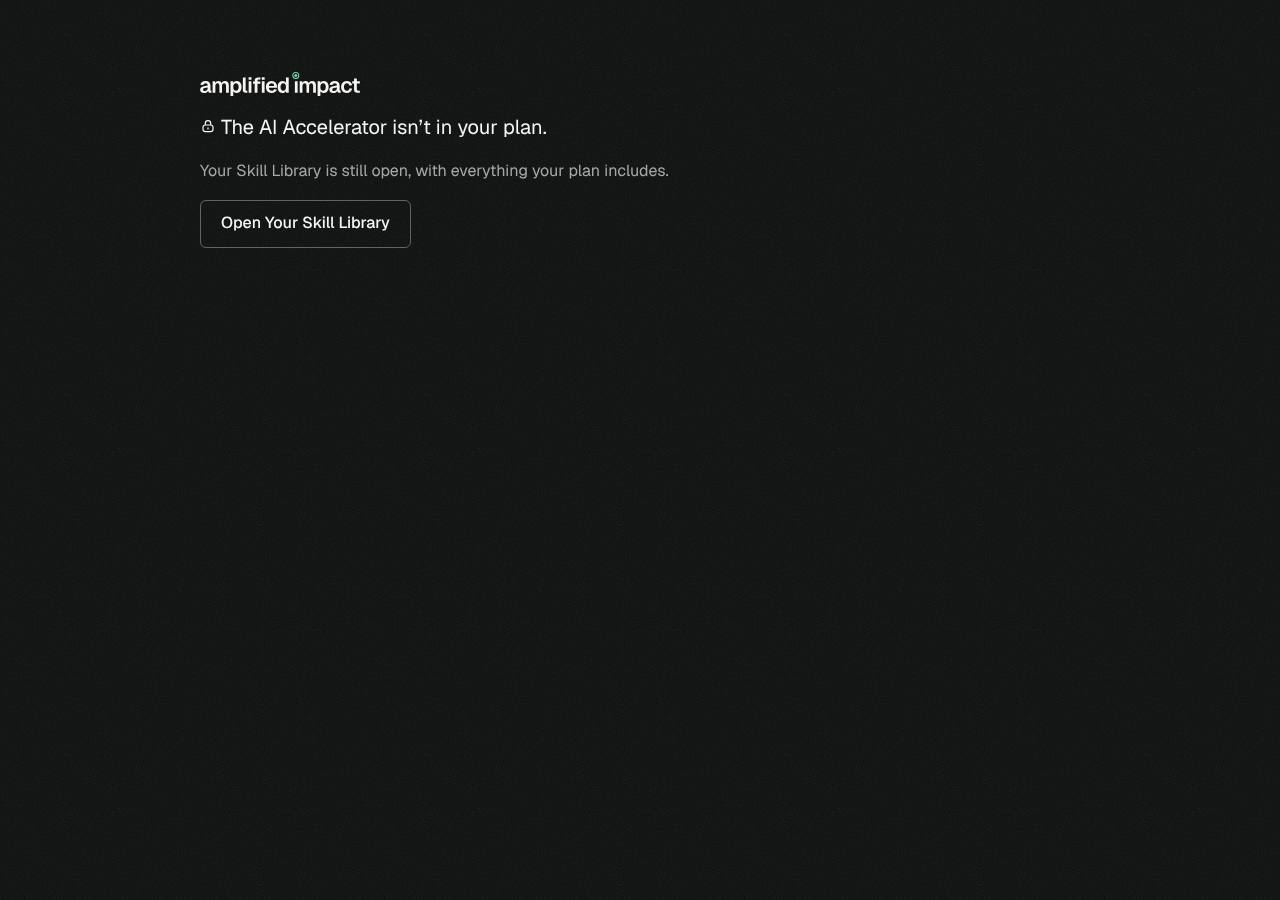 amplified impact
The AI Accelerator isn’t in your plan.
Your Skill Library is still open, with everything your plan includes.
Open Your Skill Library